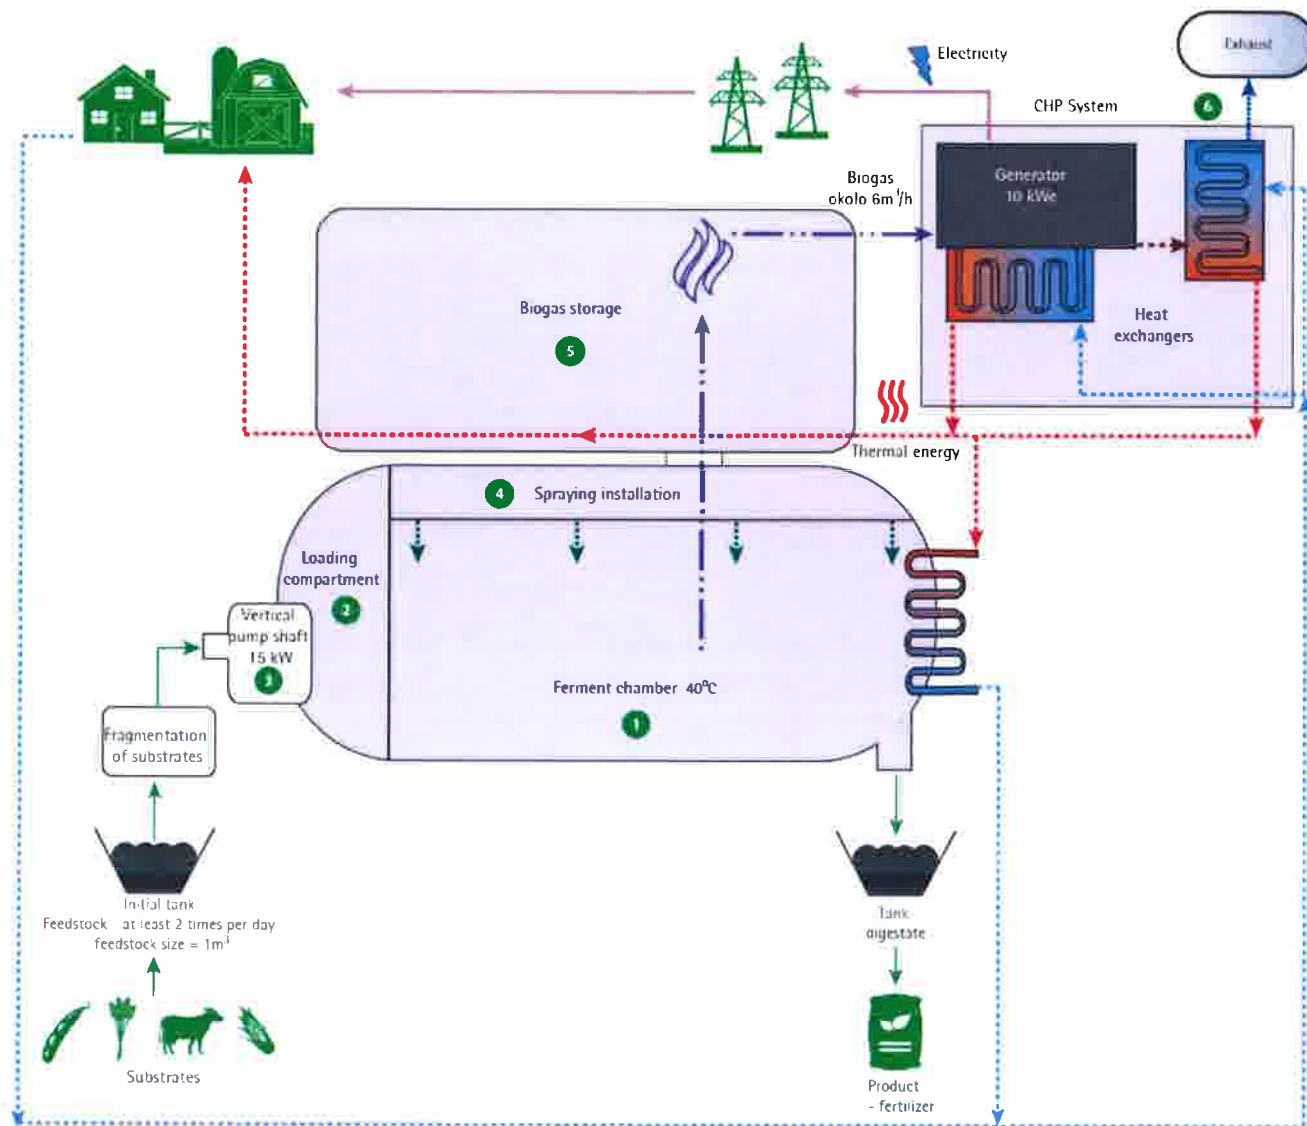 Exhaust
Electricity
CHP System
6
Generator
10 kWe
Biogas
okolo 6m³/h
Heat
exchangers
Biogas storage
5
Thermal energy
4 Spraying installation
Loading
compartment
2
Vertical
pump shaft
15 kW
3
Ferment chamber 40°C
1
Fragmentation
of substrates
Initial tank
Feedstock at least 2 times per day
feedstock size = 1m³
Substrates
Tank
digestate
Product
- fertilizer